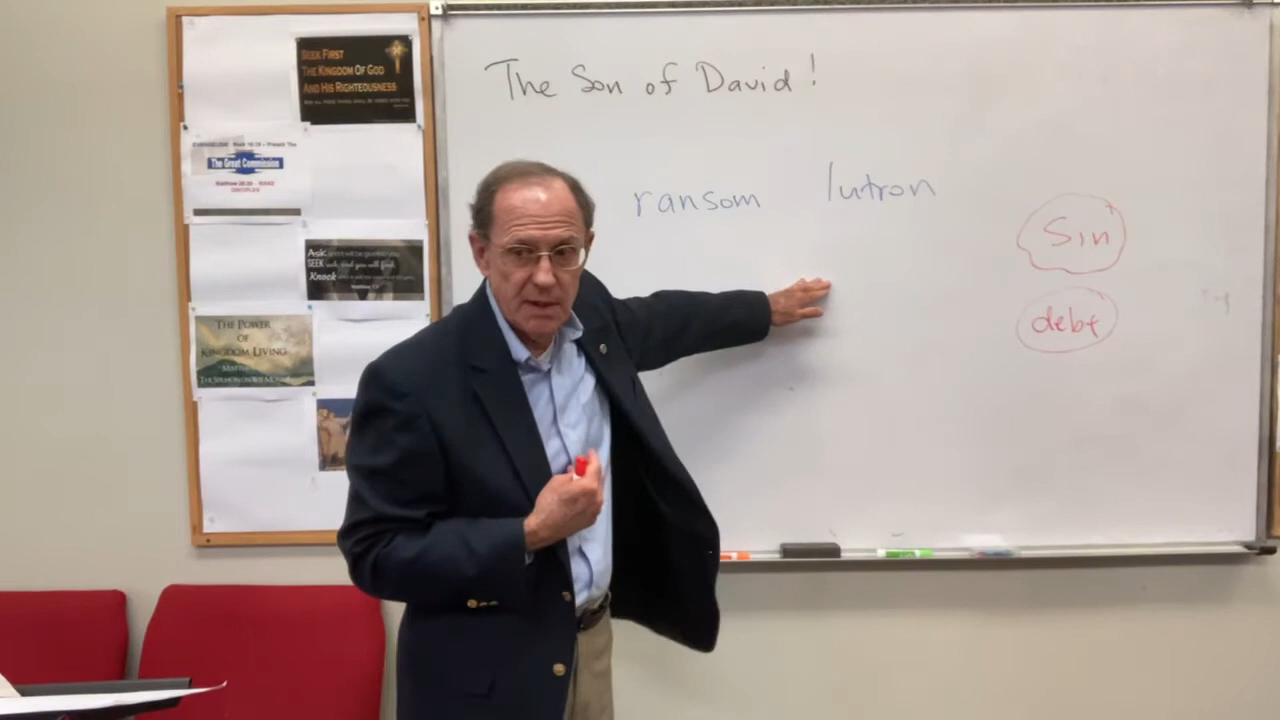 SEEK FIRST
THE KINGDOM OF GOD
AND HIS RIGHTEOUSNESS
The Great Commission
Ask
SEEK
Knock
THE POWER
OF
KINGDOM LIVING
The Son of David!
ransom lutron
Sin
debt